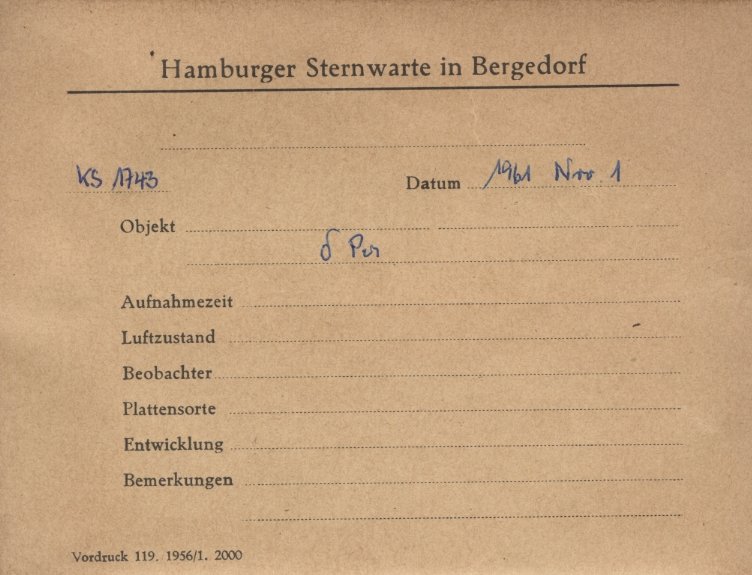 Hamburger Sternwarte in Bergedorf
KS 1743 Datum 1961 Nov. 1
Objekt
δ Per
Aufnahmezeit
Luftzustand
Beobachter
Plattensorte
Entwicklung
Bemerkungen
Vordruck 119. 1956/1. 2000